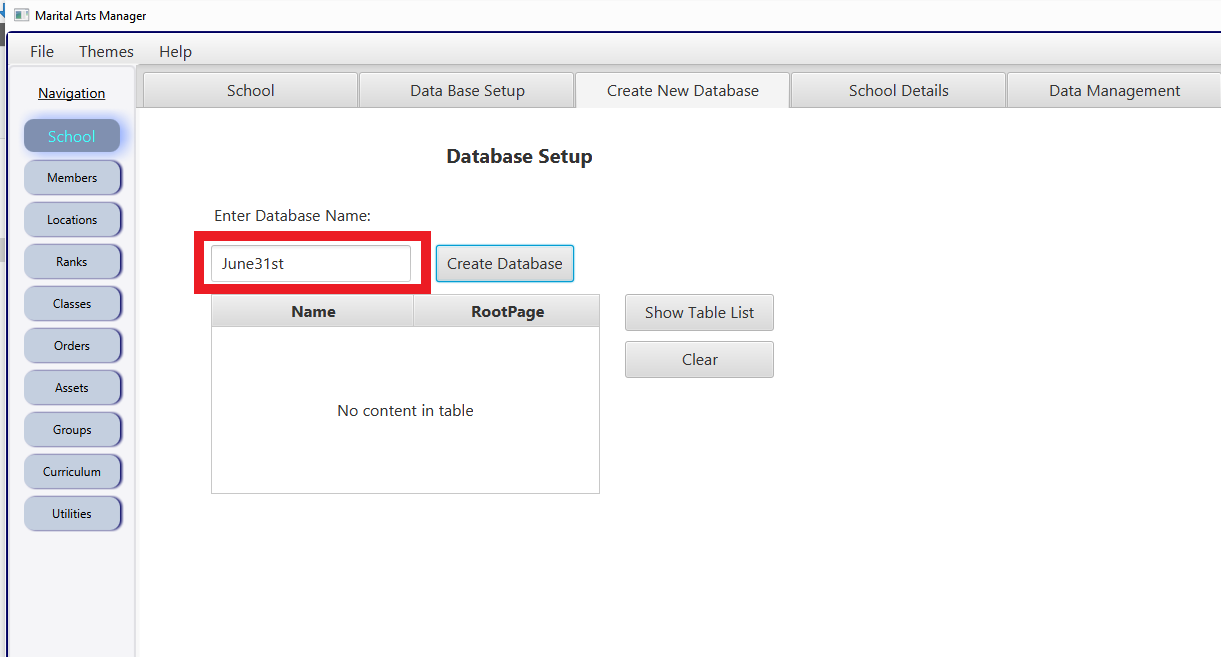 Marital Arts Manager
File Themes Help
Navigation
School
Members
Locations
Ranks
Classes
Orders
Assets
Groups
Curriculum
Utilities
School Data Base Setup Create New Database School Details Data Management
Database Setup
Enter Database Name:
June31st Create Database
Name RootPage
No content in table
Show Table List
Clear